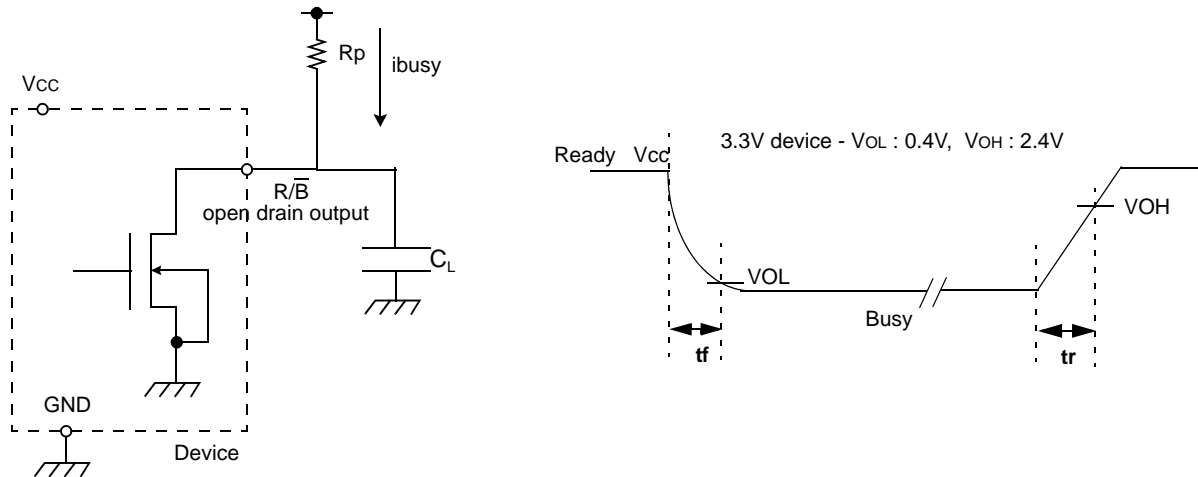 Rp
ibusy
VCC
R/B̅
open drain output
CL
GND
Device
3.3V device - VOL : 0.4V, VOH : 2.4V
Ready Vcc
VOH
VOL
Busy
tf
tr